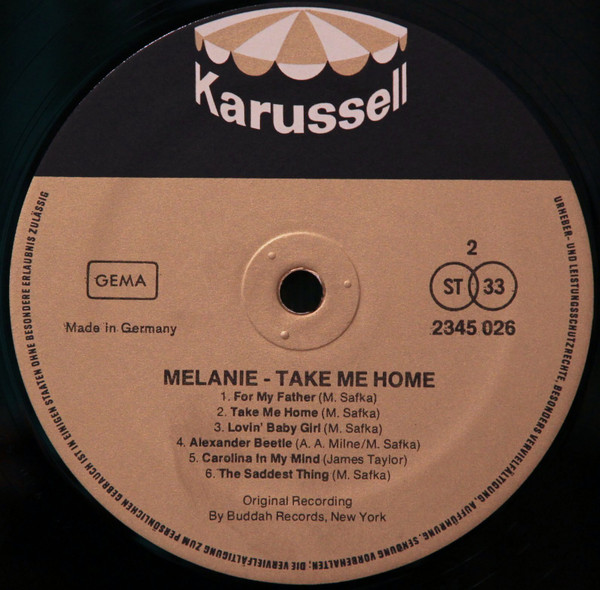 Karussell
GEMA
Made in Germany
2
ST 33
2345 026
MELANIE - TAKE ME HOME
1. For My Father (M. Safka)
2. Take Me Home (M. Safka)
3. Lovin' Baby Girl (M. Safka)
4. Alexander Beetle (A. A. Milne/M. Safka)
5. Carolina In My Mind (James Taylor)
6. The Saddest Thing (M. Safka)
Original Recording
By Buddah Records, New York
URHEBER- UND LEISTUNGSSCHUTZRECHTE, BESONDERS VERVIELFÄLTIGUNG, AUFFÜHRUNG, SENDUNG VORBEHALTEN; DIE VERVIELFÄLTIGUNG ZUM PERSÖNLICHEN GEBRAUCH IST IN EINIGEN STAATEN OHNE BESONDERE ERLAUBNIS ZULÄSSIG